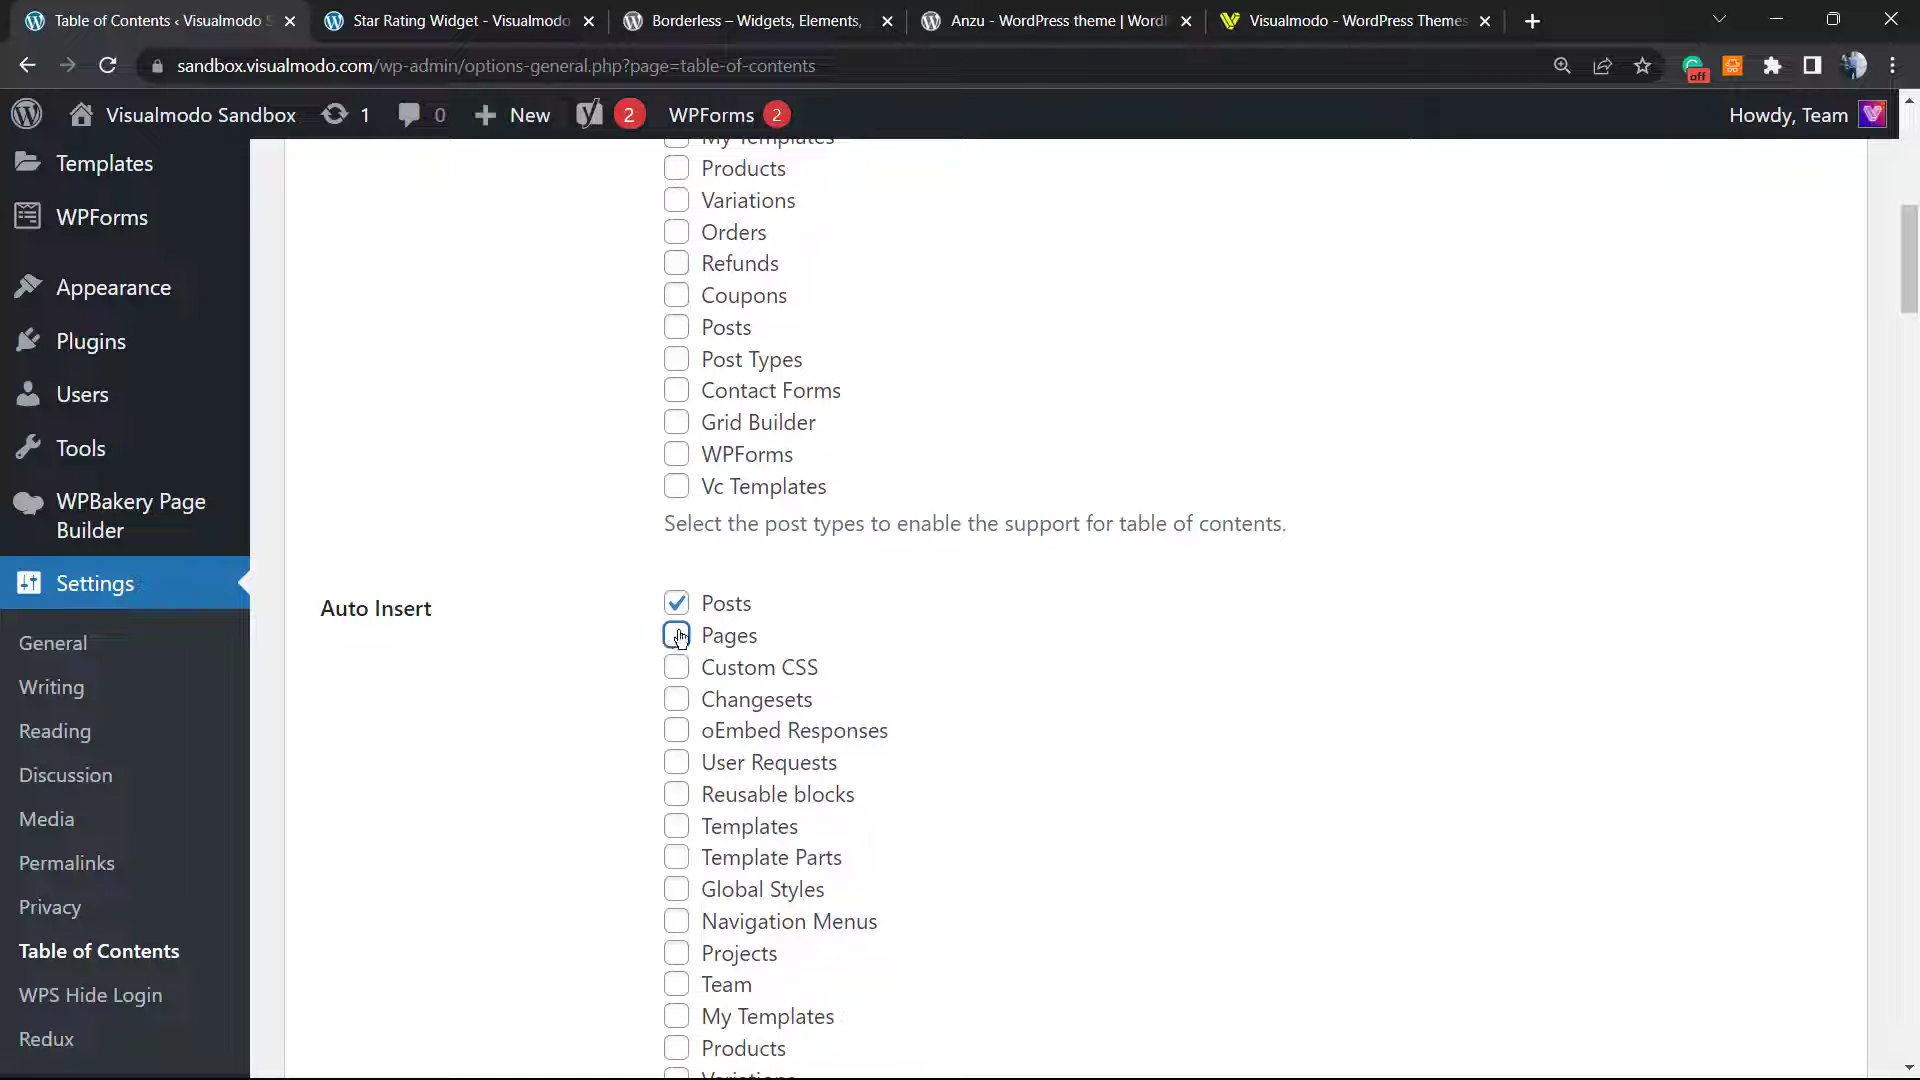 Table of Contents ‹ Visualmodo S
Star Rating Widget - Visualmodo
Borderless – Widgets, Elements,
Anzu - WordPress theme | Word
Visualmodo - WordPress Themes
sandbox.visualmodo.com/wp-admin/options-general.php?page=table-of-contents
off
Visualmodo Sandbox
1
0
New
2
WPForms
2
Howdy, Team
Templates
WPForms
Appearance
Plugins
Users
Tools
WPBakery Page
Builder
Settings
General
Writing
Reading
Discussion
Media
Permalinks
Privacy
Table of Contents
WPS Hide Login
Redux
My Templates
Products
Variations
Orders
Refunds
Coupons
Posts
Post Types
Contact Forms
Grid Builder
WPForms
Vc Templates
Select the post types to enable the support for table of contents.
Auto Insert
Posts
Pages
Custom CSS
Changesets
oEmbed Responses
User Requests
Reusable blocks
Templates
Template Parts
Global Styles
Navigation Menus
Projects
Team
My Templates
Products
Variations